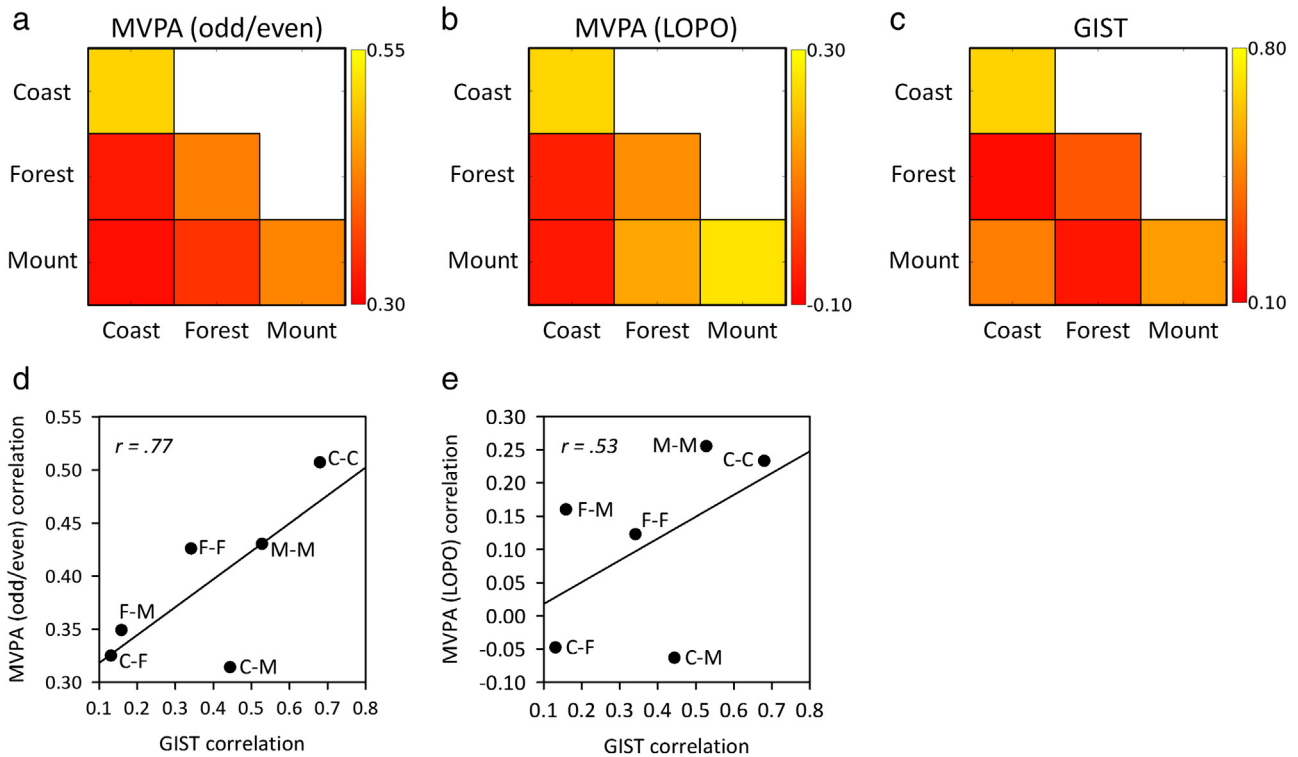 a
MVPA (odd/even)
0.55
Coast
Forest
Mount
0.30
Coast Forest Mount
b
MVPA (LOPO)
0.30
Coast
Forest
Mount
-0.10
Coast Forest Mount
c
GIST
0.80
Coast
Forest
Mount
0.10
Coast Forest Mount
d
MVPA (odd/even) correlation
0.55
0.50
0.45
0.40
0.35
0.30
r = .77
C-C
F-F
M-M
F-M
C-F
C-M
0.1 0.2 0.3 0.4 0.5 0.6 0.7 0.8
GIST correlation
e
MVPA (LOPO) correlation
0.30
0.25
0.20
0.15
0.10
0.05
0.00
-0.05
-0.10
r = .53
M-M
C-C
F-M
F-F
C-F
C-M
0.1 0.2 0.3 0.4 0.5 0.6 0.7 0.8
GIST correlation